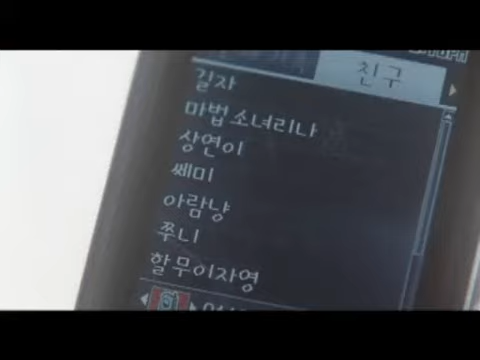 친구
길자
마법소녀리나
상연이
쎄미
아람냥
쭈니
할무이자영